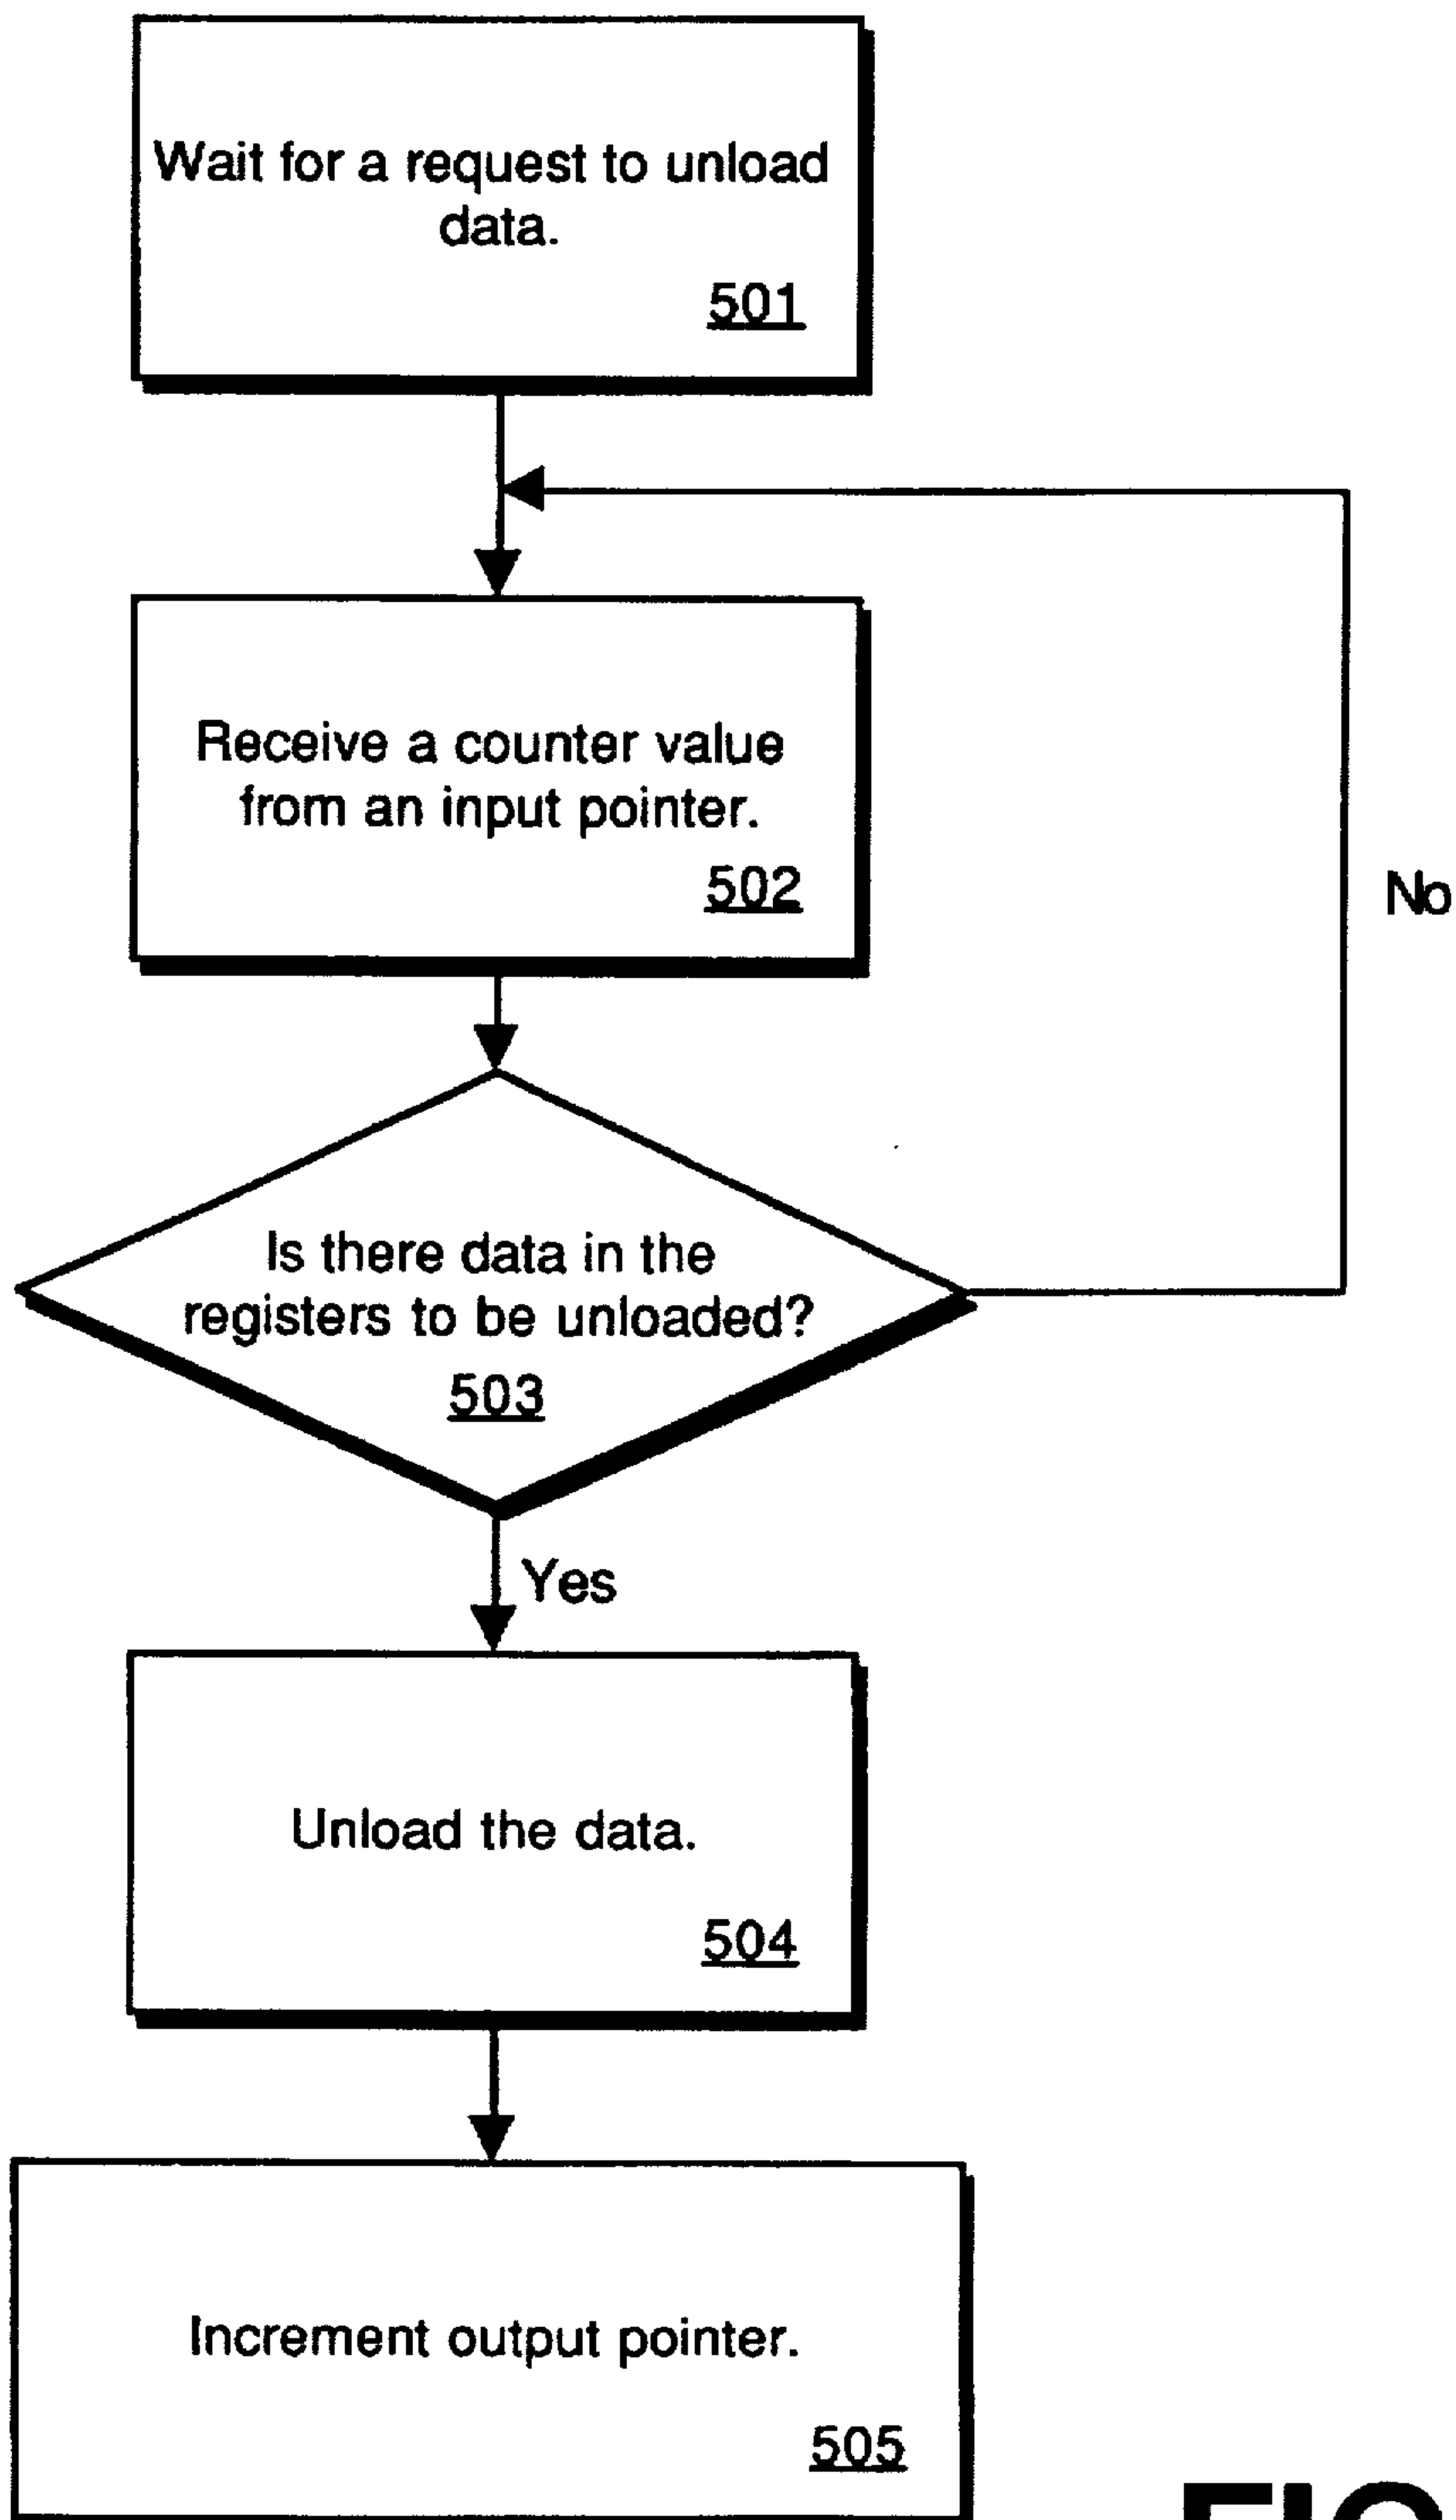 Wait for a request to unload
data.
501
Receive a counter value
from an input pointer.
502
No
Is there data in the
registers to be unloaded?
503
Yes
Unload the data.
504
Increment output pointer.
505